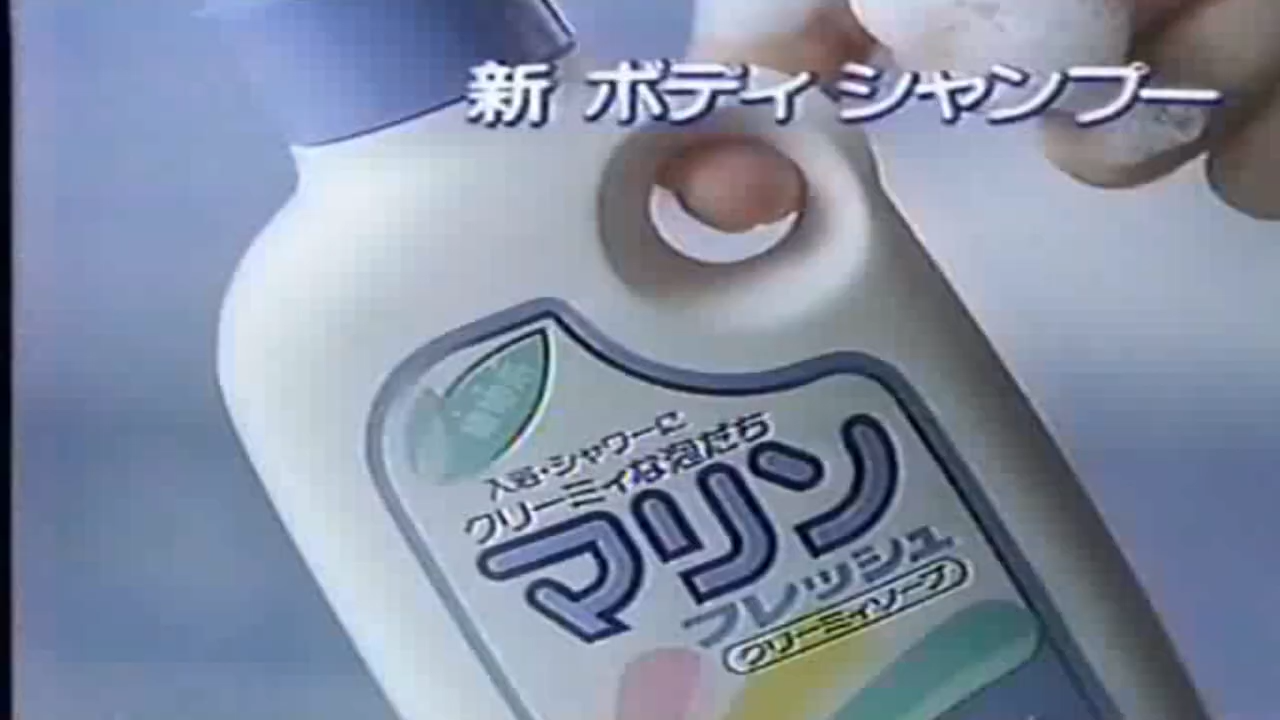 新 ボディ シャンプー
入浴・シャワーに
クリーミィな泡だち
マリン
フレッシュ
クリーミィソープ